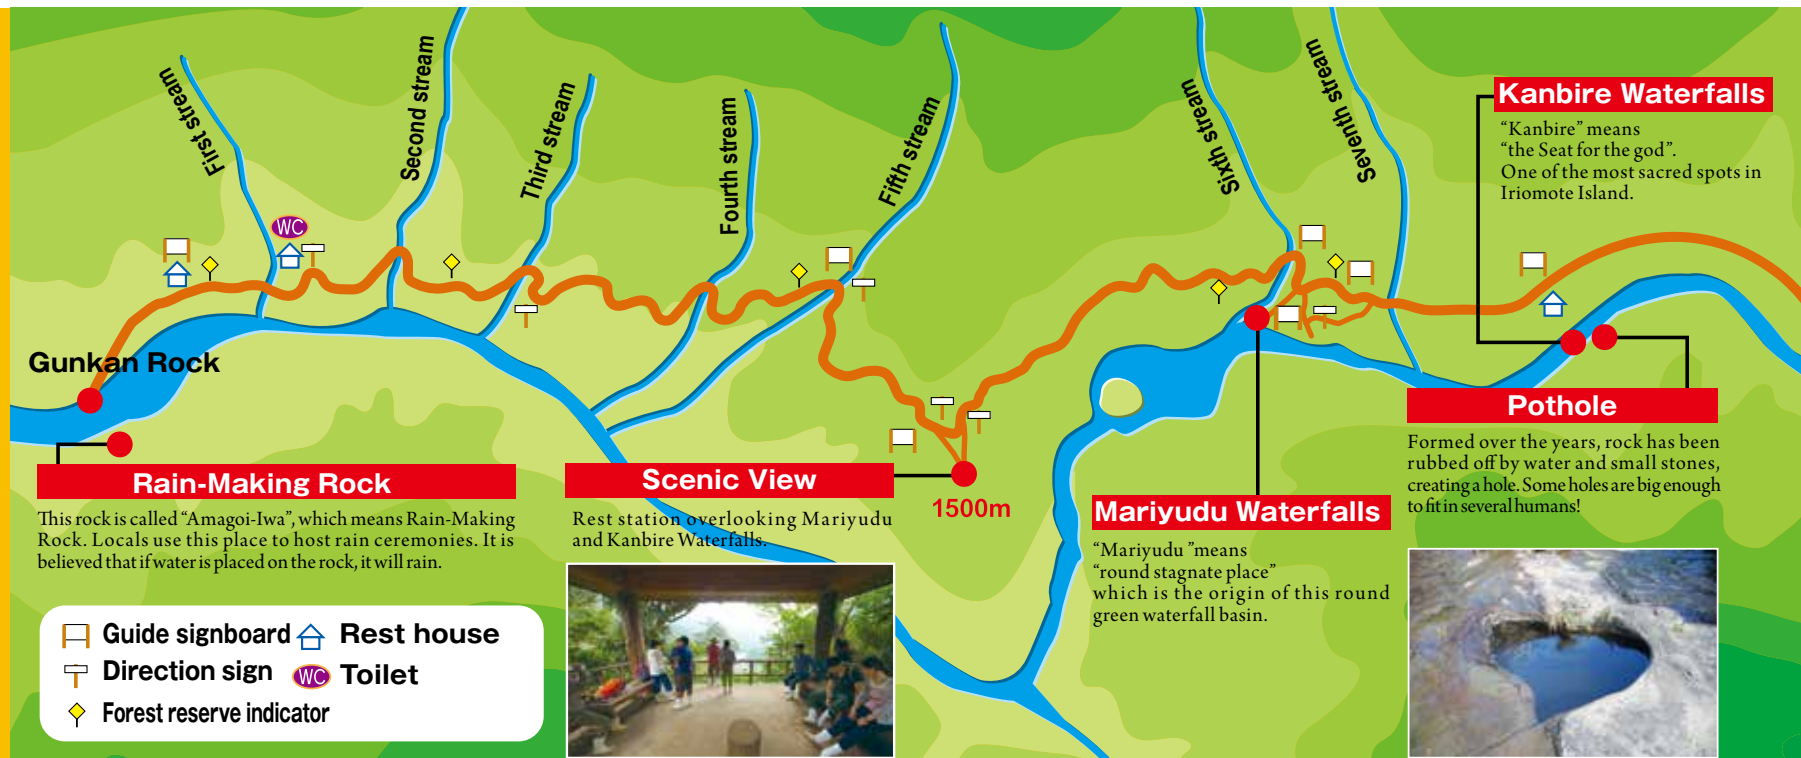 First stream
Second stream
Third stream
Fourth stream
Fifth stream
Sixth stream
Seventh stream
WC
Gunkan Rock
Kanbire Waterfalls
“Kanbire” means
“the Seat for the god”.
One of the most sacred spots in
Iriomote Island.
Rain-Making Rock
This rock is called “Amagoi-Iwa”, which means Rain-Making
Rock. Locals use this place to host rain ceremonies. It is
believed that if water is placed on the rock, it will rain.
Scenic View
1500m
Rest station overlooking Mariyudu
and Kanbire Waterfalls.
Mariyudu Waterfalls
“Mariyudu ”means
“round stagnate place”
which is the origin of this round
green waterfall basin.
Pothole
Formed over the years, rock has been
rubbed off by water and small stones,
creating a hole. Some holes are big enough
to fit in several humans!
Guide signboard
Rest house
Direction sign
WC Toilet
Forest reserve indicator